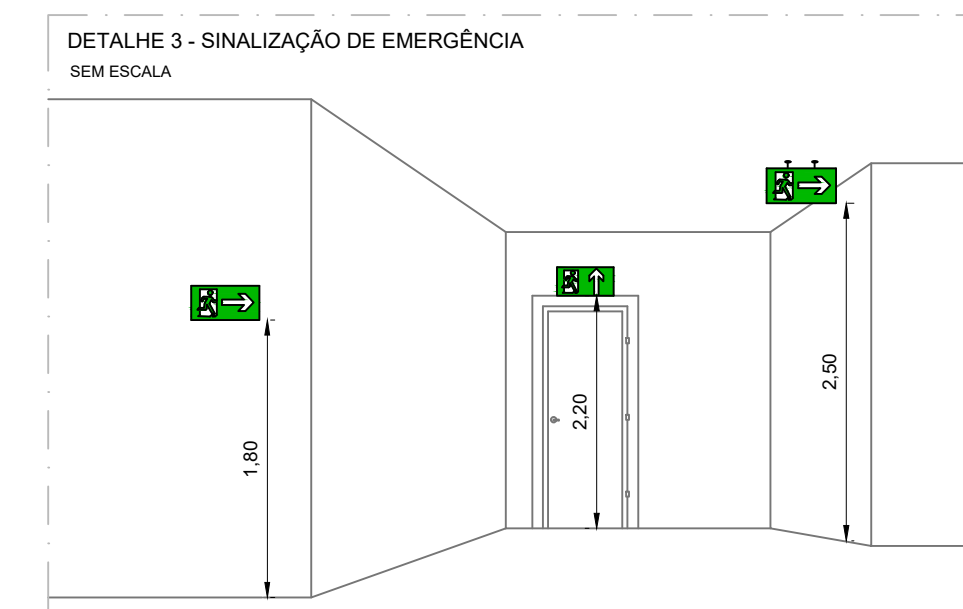 DETALHE 3 - SINALIZAÇÃO DE EMERGÊNCIA
SEM ESCALA
1,80
2,20
2,50